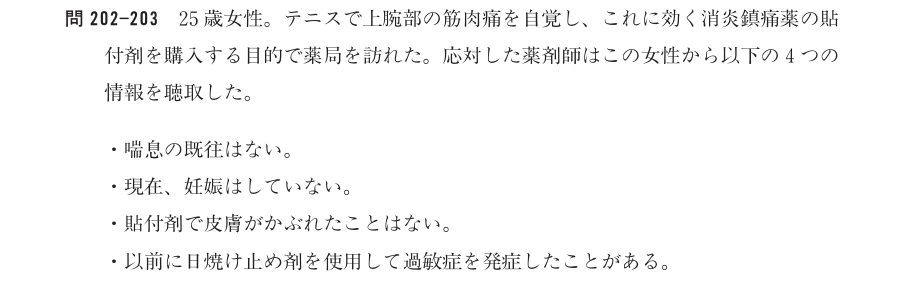 問 202−203　25 歳女性。テニスで上腕部の筋肉痛を自覚し、これに効く消炎鎮痛薬の貼
付剤を購入する目的で薬局を訪れた。応対した薬剤師はこの女性から以下の 4 つの
情報を聴取した。
・喘息の既往はない。
・現在、妊娠はしていない。
・貼付剤で皮膚がかぶれたことはない。
・以前に日焼け止め剤を使用して過敏症を発症したことがある。